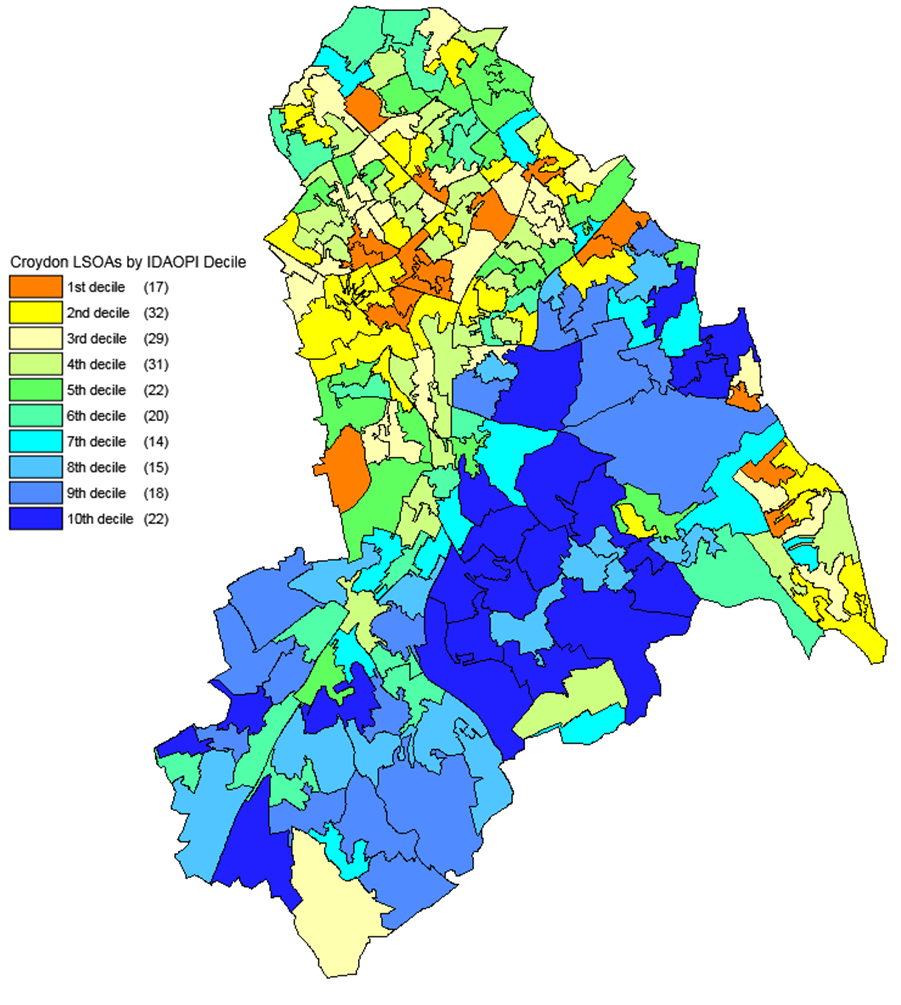 Croydon LSOAs by IDAOPI Decile
1st decile (17)
2nd decile (32)
3rd decile (29)
4th decile (31)
5th decile (22)
6th decile (20)
7th decile (14)
8th decile (15)
9th decile (18)
10th decile (22)